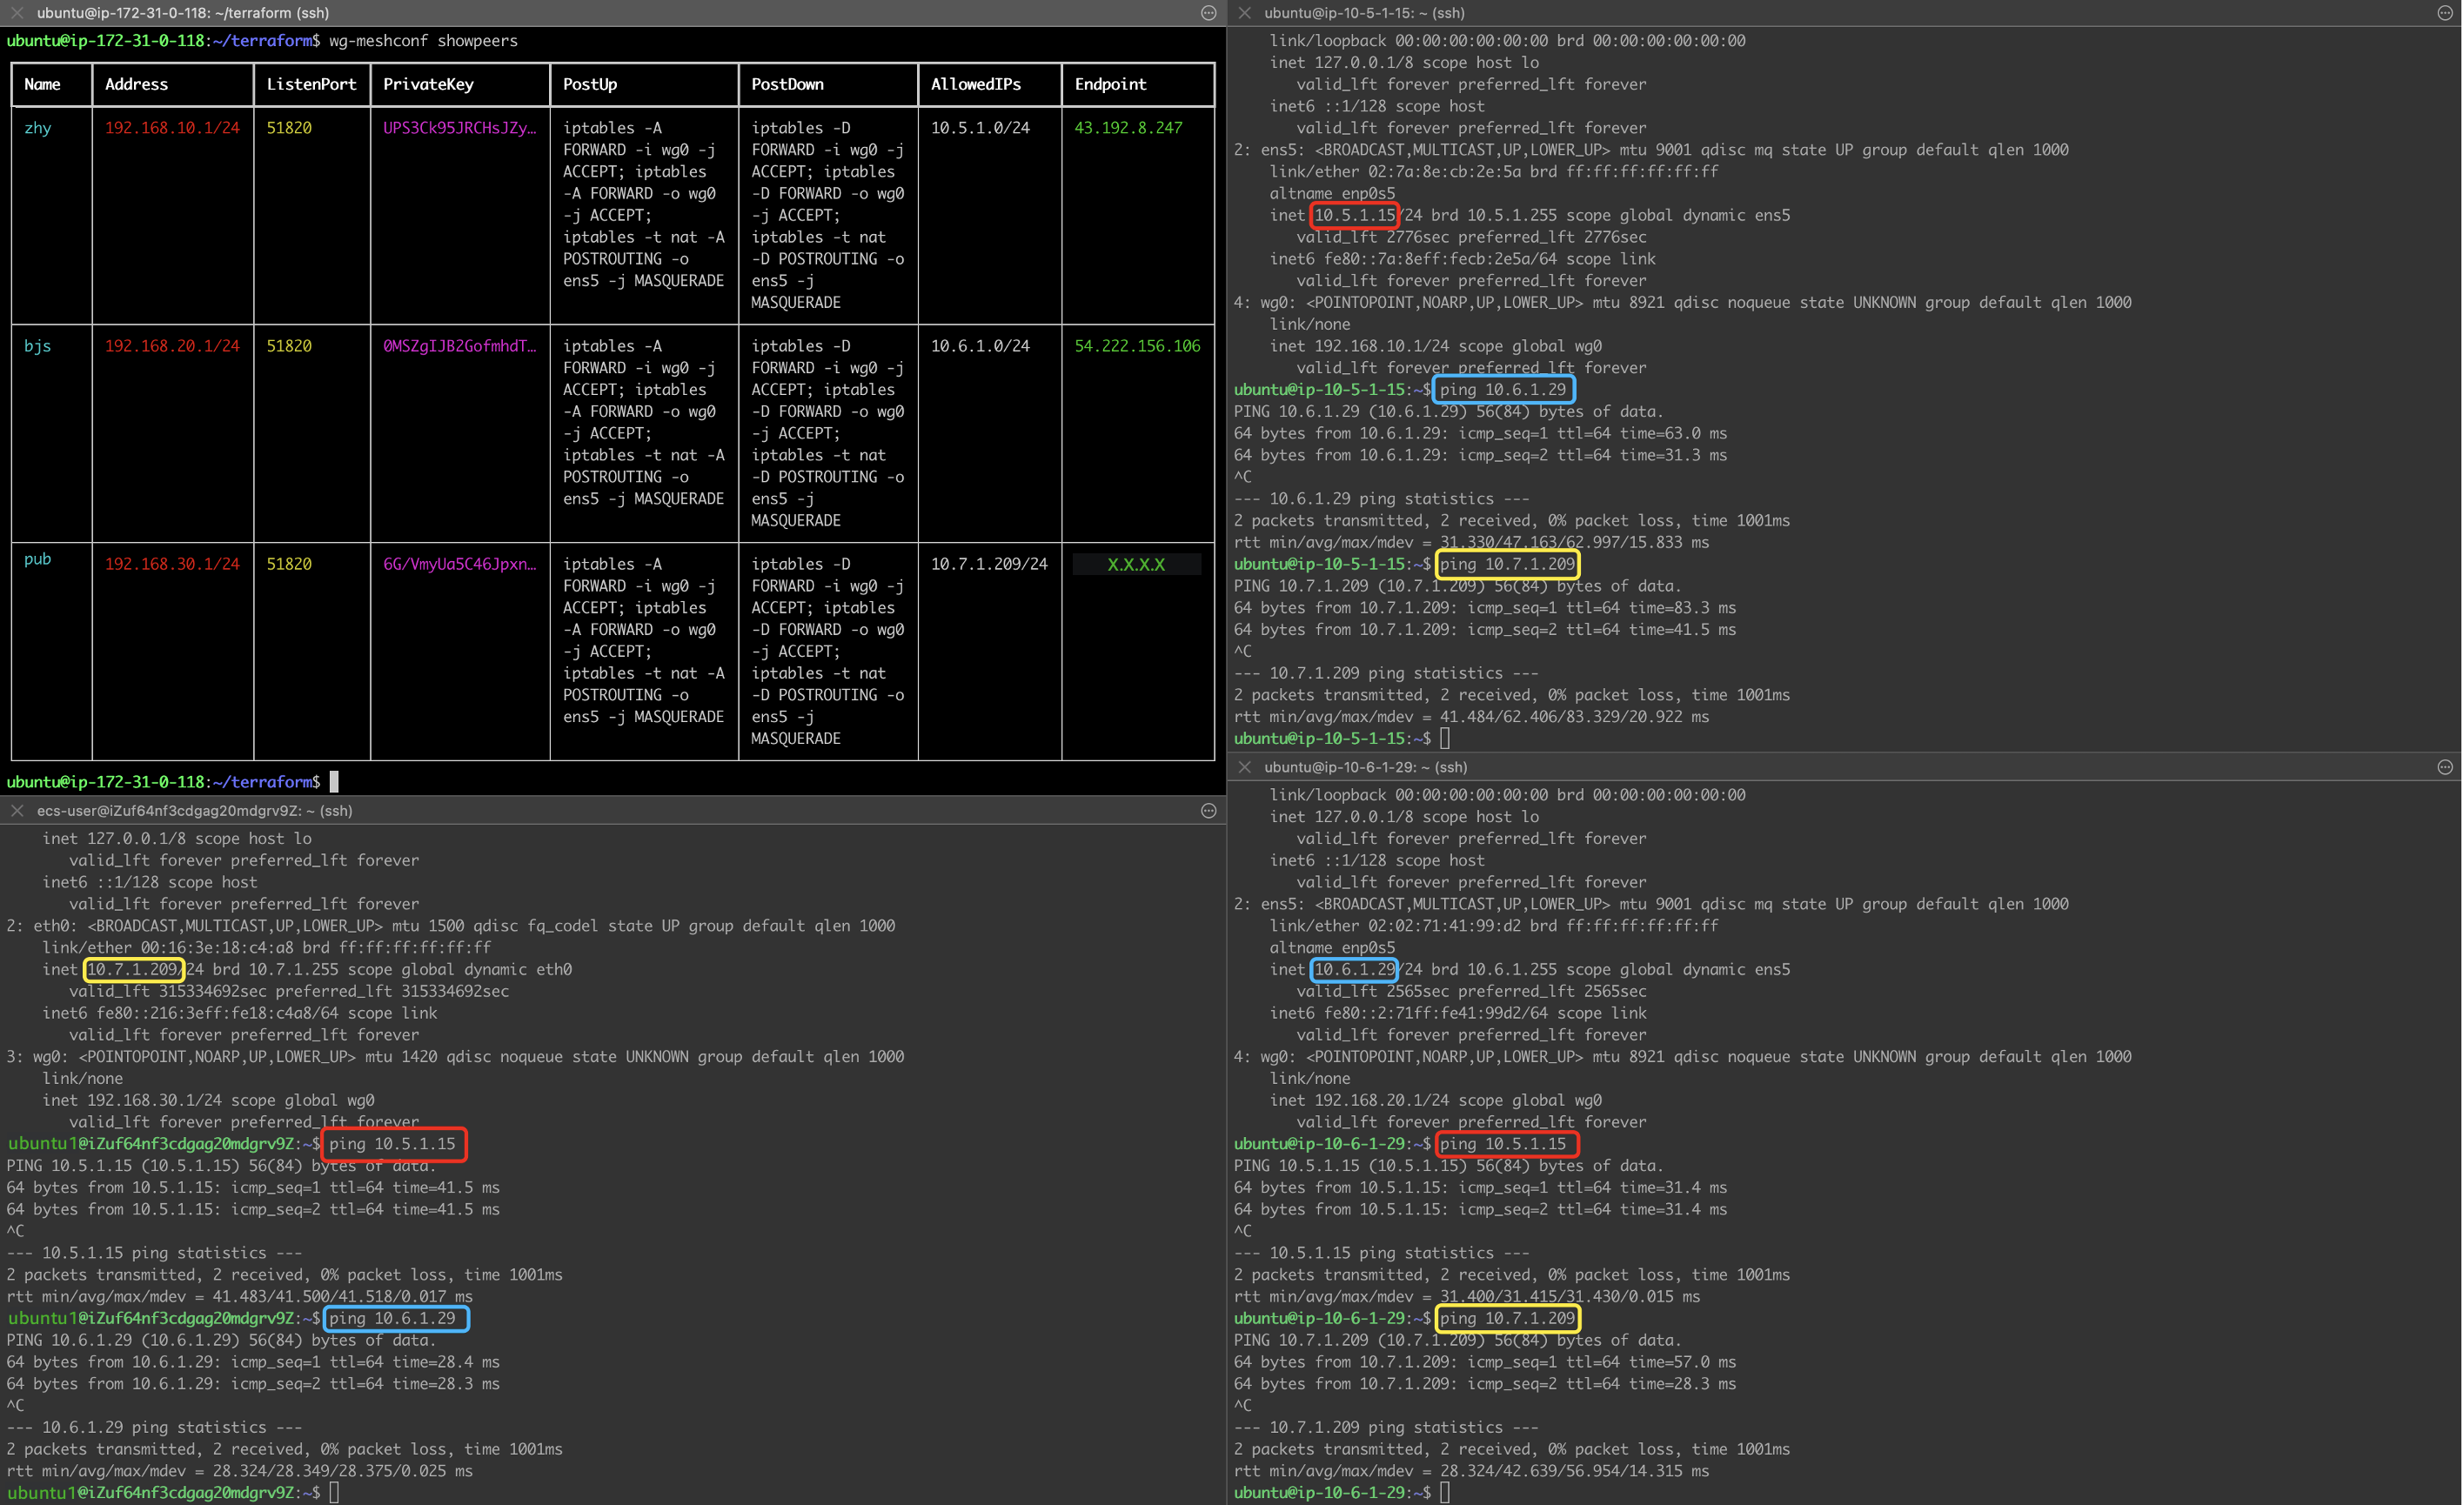 ubuntu@ip-172-31-0-118: ~/terraform (ssh)
ubuntu@ip-172-31-0-118:~/terraform$ wg-meshconf showpeers
Name Address ListenPort PrivateKey PostUp PostDown AllowedIPs Endpoint
zhy 192.168.10.1/24 51820 UPS3Ck95JRCHsJZy… iptables -A iptables -D 10.5.1.0/24 43.192.8.247
FORWARD -i wg0 -j FORWARD -i wg0 -j
ACCEPT; iptables ACCEPT; iptables
-A FORWARD -o wg0 -D FORWARD -o wg0
-j ACCEPT; -j ACCEPT;
iptables -t nat -A iptables -t nat
POSTROUTING -o -D POSTROUTING -o
ens5 -j MASQUERADE ens5 -j
MASQUERADE
bjs 192.168.20.1/24 51820 0MSZgIJB2GofmhdT… iptables -A iptables -D 10.6.1.0/24 54.222.156.106
FORWARD -i wg0 -j FORWARD -i wg0 -j
ACCEPT; iptables ACCEPT; iptables
-A FORWARD -o wg0 -D FORWARD -o wg0
-j ACCEPT; -j ACCEPT;
iptables -t nat -A iptables -t nat
POSTROUTING -o -D POSTROUTING -o
ens5 -j MASQUERADE ens5 -j
MASQUERADE
pub 192.168.30.1/24 51820 6G/VmyUa5C46Jpxn… iptables -A iptables -D 10.7.1.209/24 X.X.X.X
FORWARD -i wg0 -j FORWARD -i wg0 -j
ACCEPT; iptables ACCEPT; iptables
-A FORWARD -o wg0 -D FORWARD -o wg0
-j ACCEPT; -j ACCEPT;
iptables -t nat -A iptables -t nat
POSTROUTING -o -D POSTROUTING -o
ens5 -j MASQUERADE ens5 -j
MASQUERADE
ubuntu@ip-172-31-0-118:~/terraform$
ubuntu@ip-10-5-1-15: ~ (ssh)
link/loopback 00:00:00:00:00:00 brd 00:00:00:00:00:00
inet 127.0.0.1/8 scope host lo
valid_lft forever preferred_lft forever
inet6 ::1/128 scope host
valid_lft forever preferred_lft forever
2: ens5: <BROADCAST,MULTICAST,UP,LOWER_UP> mtu 9001 qdisc mq state UP group default qlen 1000
link/ether 02:7a:8e:cb:2e:5a brd ff:ff:ff:ff:ff:ff
altname enp0s5
inet 10.5.1.15/24 brd 10.5.1.255 scope global dynamic ens5
valid_lft 2776sec preferred_lft 2776sec
inet6 fe80::7a:8eff:fecb:2e5a/64 scope link
valid_lft forever preferred_lft forever
4: wg0: <POINTOPOINT,NOARP,UP,LOWER_UP> mtu 8921 qdisc noqueue state UNKNOWN group default qlen 1000
link/none
inet 192.168.10.1/24 scope global wg0
valid_lft forever preferred_lft forever
ubuntu@ip-10-5-1-15:~$ ping 10.6.1.29
PING 10.6.1.29 (10.6.1.29) 56(84) bytes of data.
64 bytes from 10.6.1.29: icmp_seq=1 ttl=64 time=63.0 ms
64 bytes from 10.6.1.29: icmp_seq=2 ttl=64 time=31.3 ms
^C
--- 10.6.1.29 ping statistics ---
2 packets transmitted, 2 received, 0% packet loss, time 1001ms
rtt min/avg/max/mdev = 31.330/47.163/62.997/15.833 ms
ubuntu@ip-10-5-1-15:~$ ping 10.7.1.209
PING 10.7.1.209 (10.7.1.209) 56(84) bytes of data.
64 bytes from 10.7.1.209: icmp_seq=1 ttl=64 time=83.3 ms
64 bytes from 10.7.1.209: icmp_seq=2 ttl=64 time=41.5 ms
^C
--- 10.7.1.209 ping statistics ---
2 packets transmitted, 2 received, 0% packet loss, time 1001ms
rtt min/avg/max/mdev = 41.484/62.406/83.329/20.922 ms
ubuntu@ip-10-5-1-15:~$
ecs-user@iZuf64nf3cdgag20mdgrv9Z: ~ (ssh)
inet 127.0.0.1/8 scope host lo
valid_lft forever preferred_lft forever
inet6 ::1/128 scope host
valid_lft forever preferred_lft forever
2: eth0: <BROADCAST,MULTICAST,UP,LOWER_UP> mtu 1500 qdisc fq_codel state UP group default qlen 1000
link/ether 00:16:3e:18:c4:a8 brd ff:ff:ff:ff:ff:ff
inet 10.7.1.209/24 brd 10.7.1.255 scope global dynamic eth0
valid_lft 315334692sec preferred_lft 315334692sec
inet6 fe80::216:3eff:fe18:c4a8/64 scope link
valid_lft forever preferred_lft forever
3: wg0: <POINTOPOINT,NOARP,UP,LOWER_UP> mtu 1420 qdisc noqueue state UNKNOWN group default qlen 1000
link/none
inet 192.168.30.1/24 scope global wg0
valid_lft forever preferred_lft forever
ubuntu1@iZuf64nf3cdgag20mdgrv9Z:~$ ping 10.5.1.15
PING 10.5.1.15 (10.5.1.15) 56(84) bytes of data.
64 bytes from 10.5.1.15: icmp_seq=1 ttl=64 time=41.5 ms
64 bytes from 10.5.1.15: icmp_seq=2 ttl=64 time=41.5 ms
^C
--- 10.5.1.15 ping statistics ---
2 packets transmitted, 2 received, 0% packet loss, time 1001ms
rtt min/avg/max/mdev = 41.483/41.500/41.518/0.017 ms
ubuntu1@iZuf64nf3cdgag20mdgrv9Z:~$ ping 10.6.1.29
PING 10.6.1.29 (10.6.1.29) 56(84) bytes of data.
64 bytes from 10.6.1.29: icmp_seq=1 ttl=64 time=28.4 ms
64 bytes from 10.6.1.29: icmp_seq=2 ttl=64 time=28.3 ms
^C
--- 10.6.1.29 ping statistics ---
2 packets transmitted, 2 received, 0% packet loss, time 1001ms
rtt min/avg/max/mdev = 28.324/28.349/28.375/0.025 ms
ubuntu1@iZuf64nf3cdgag20mdgrv9Z:~$
ubuntu@ip-10-6-1-29: ~ (ssh)
link/loopback 00:00:00:00:00:00 brd 00:00:00:00:00:00
inet 127.0.0.1/8 scope host lo
valid_lft forever preferred_lft forever
inet6 ::1/128 scope host
valid_lft forever preferred_lft forever
2: ens5: <BROADCAST,MULTICAST,UP,LOWER_UP> mtu 9001 qdisc mq state UP group default qlen 1000
link/ether 02:02:71:41:99:d2 brd ff:ff:ff:ff:ff:ff
altname enp0s5
inet 10.6.1.29/24 brd 10.6.1.255 scope global dynamic ens5
valid_lft 2565sec preferred_lft 2565sec
inet6 fe80::2:71ff:fe41:99d2/64 scope link
valid_lft forever preferred_lft forever
4: wg0: <POINTOPOINT,NOARP,UP,LOWER_UP> mtu 8921 qdisc noqueue state UNKNOWN group default qlen 1000
link/none
inet 192.168.20.1/24 scope global wg0
valid_lft forever preferred_lft forever
ubuntu@ip-10-6-1-29:~$ ping 10.5.1.15
PING 10.5.1.15 (10.5.1.15) 56(84) bytes of data.
64 bytes from 10.5.1.15: icmp_seq=1 ttl=64 time=31.4 ms
64 bytes from 10.5.1.15: icmp_seq=2 ttl=64 time=31.4 ms
^C
--- 10.5.1.15 ping statistics ---
2 packets transmitted, 2 received, 0% packet loss, time 1001ms
rtt min/avg/max/mdev = 31.400/31.415/31.430/0.015 ms
ubuntu@ip-10-6-1-29:~$ ping 10.7.1.209
PING 10.7.1.209 (10.7.1.209) 56(84) bytes of data.
64 bytes from 10.7.1.209: icmp_seq=1 ttl=64 time=57.0 ms
64 bytes from 10.7.1.209: icmp_seq=2 ttl=64 time=28.3 ms
^C
--- 10.7.1.209 ping statistics ---
2 packets transmitted, 2 received, 0% packet loss, time 1001ms
rtt min/avg/max/mdev = 28.324/42.639/56.954/14.315 ms
ubuntu@ip-10-6-1-29:~$